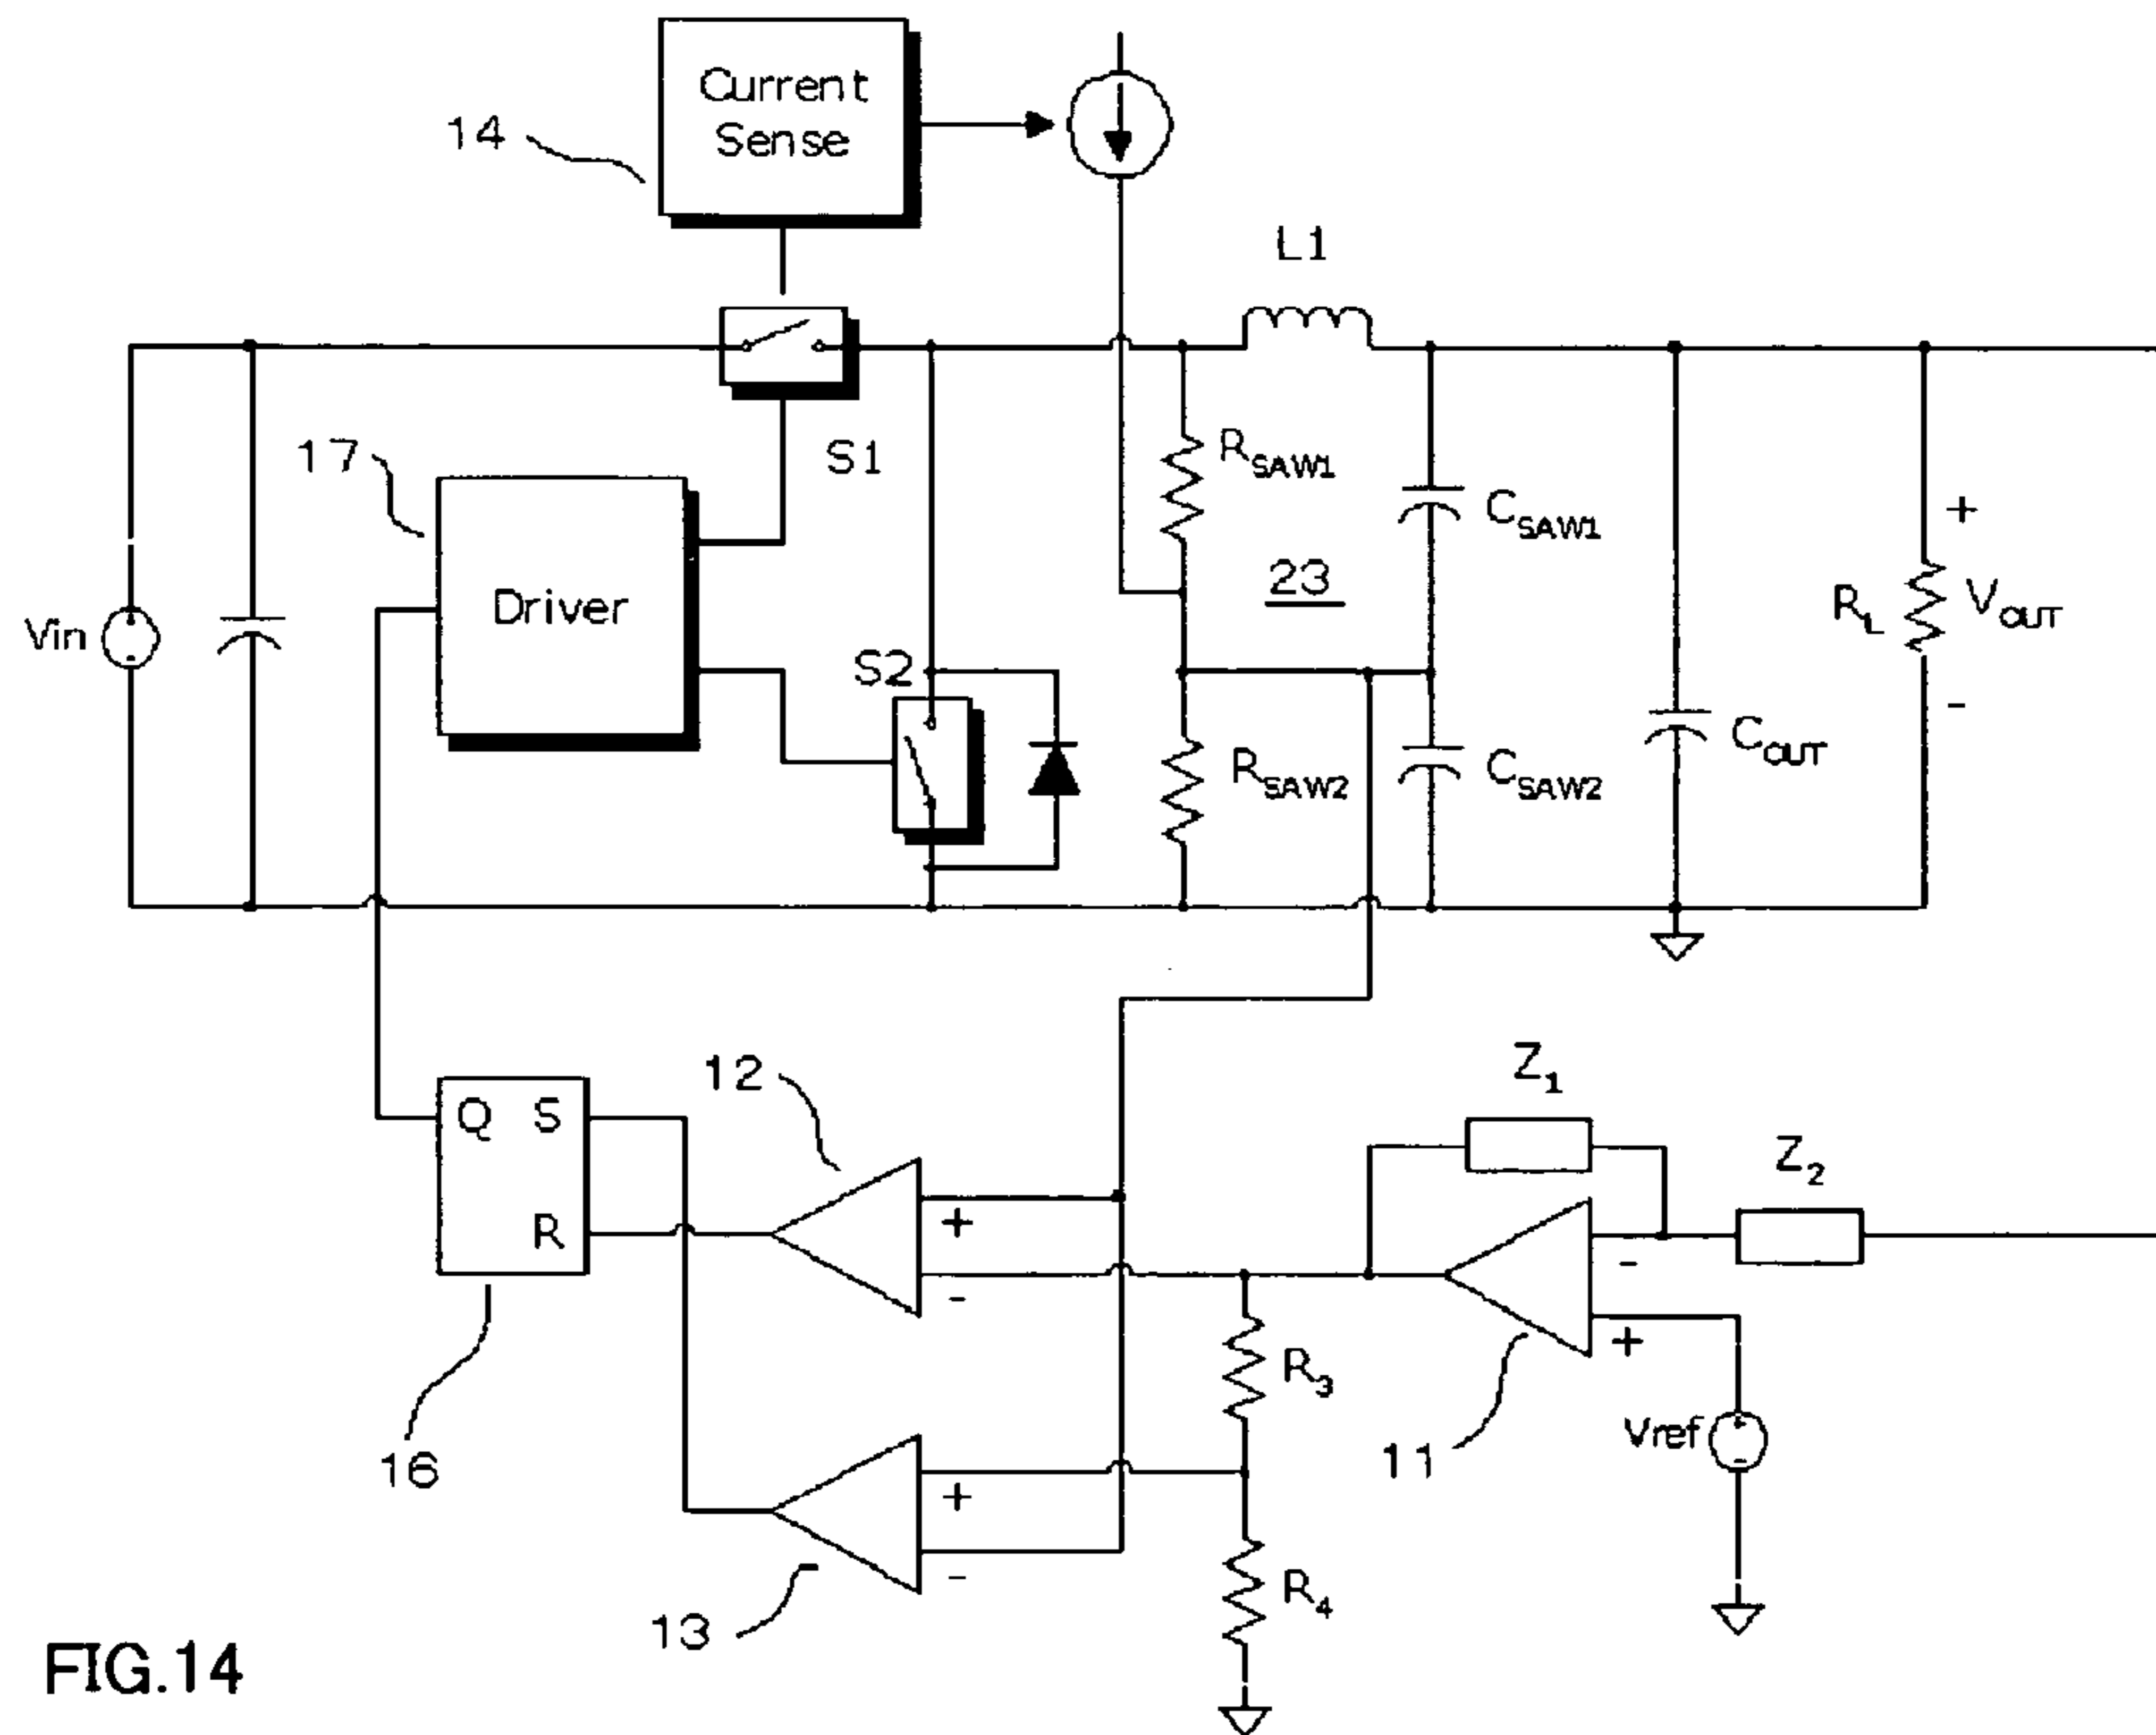 Current
Sense
14
L1
17
S1
R_SAW1
C_SAW1
+
23
Driver
Vin
R_L
V_OUT
S2
-
R_SAW2
C_SAW2
C_OUT
12
Z_1
Q S
Z_2
R
+
-
-
+
R_3
11
Vref
16
+
-
R_4
13
FIG.14